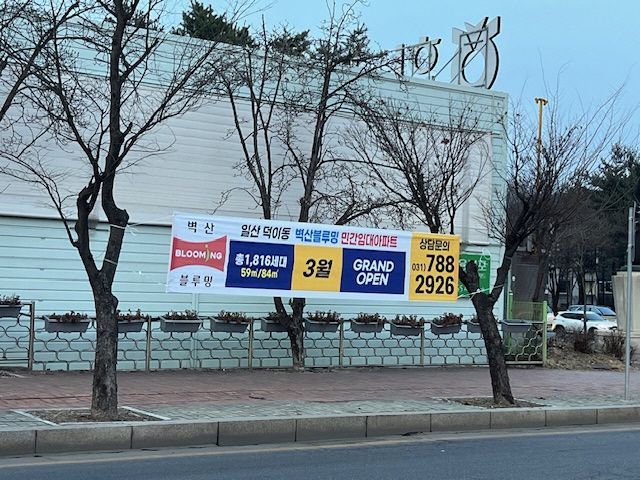 벽산
BLOOMING
블루밍
일산 덕이동 벽산블루밍 민간임대아파트
총1,816세대
59㎡/84㎡
3월
GRAND
OPEN
상담문의
031)788
2926